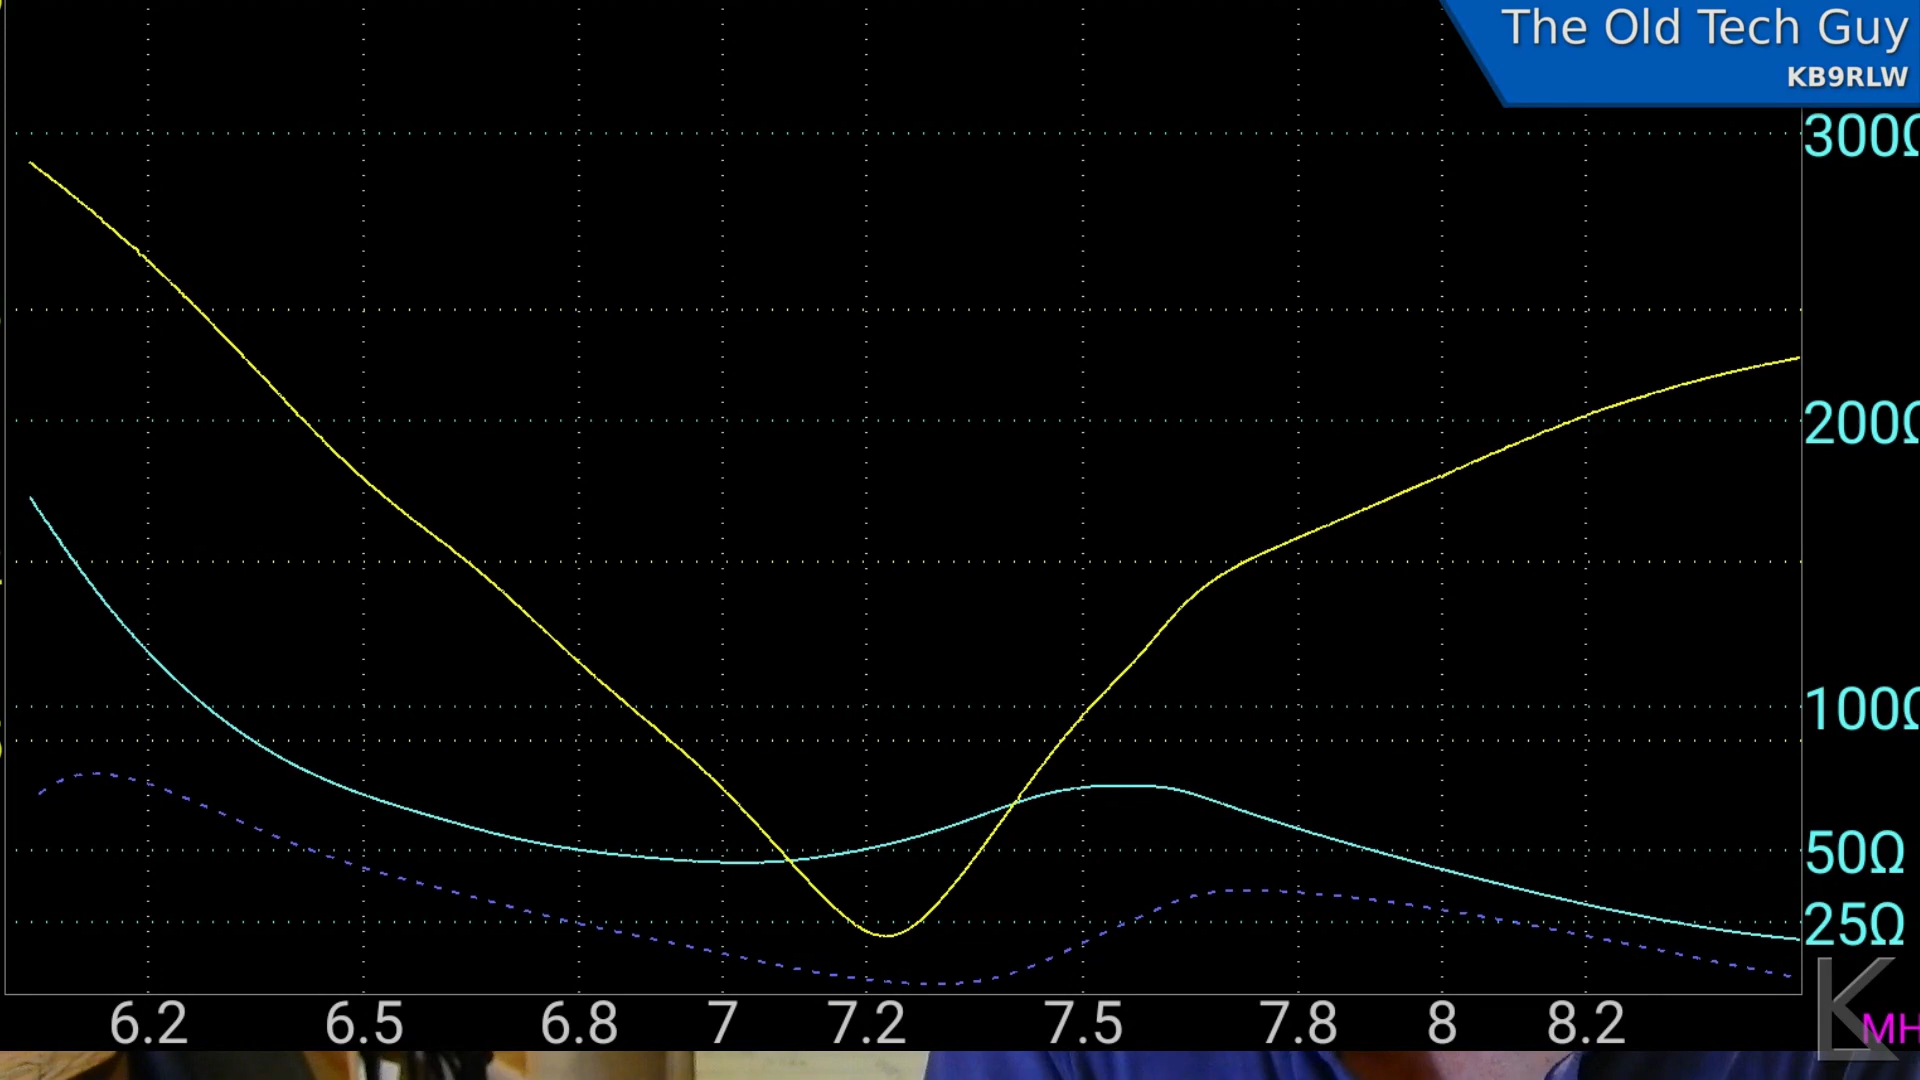 The Old Tech Guy
KB9RLW
300Ω
200Ω
100Ω
50Ω
25Ω
6.2 6.5 6.8 7 7.2 7.5 7.8 8 8.2
K
MH